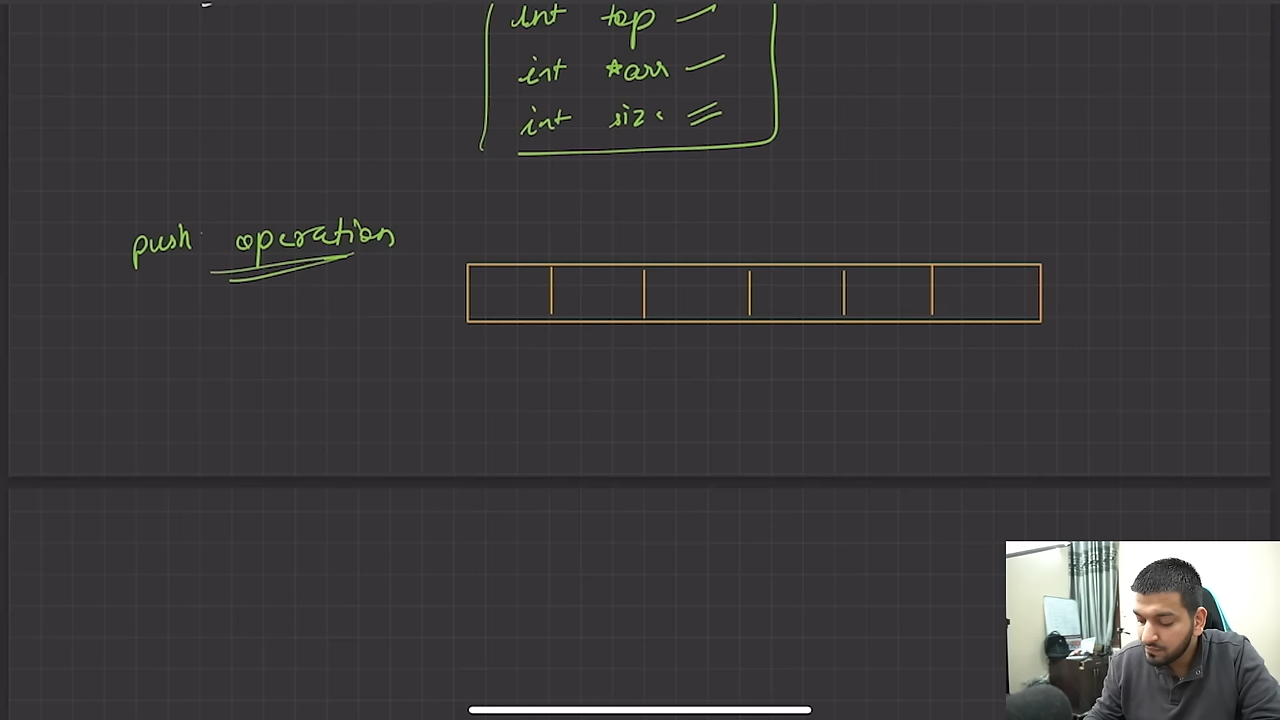 int top
int *arr
int size
push operation